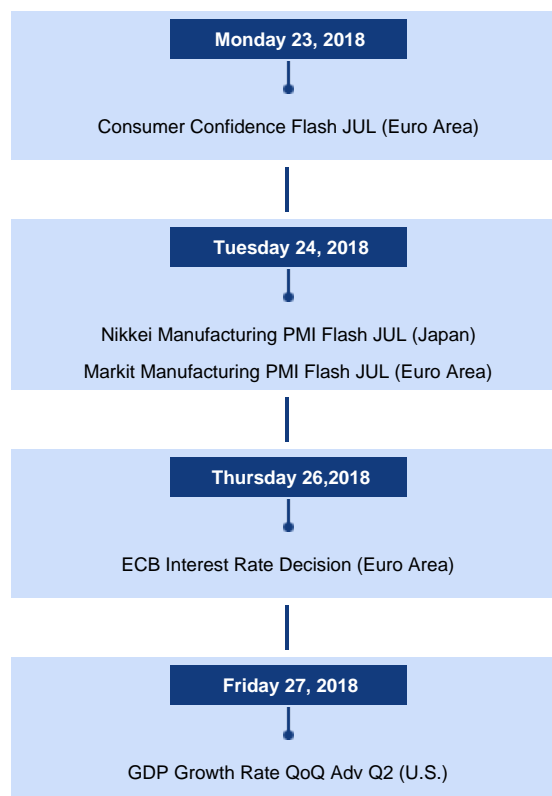 Monday 23, 2018
Consumer Confidence Flash JUL (Euro Area)
Tuesday 24, 2018
Nikkei Manufacturing PMI Flash JUL (Japan)
Markit Manufacturing PMI Flash JUL (Euro Area)
Thursday 26,2018
ECB Interest Rate Decision (Euro Area)
Friday 27, 2018
GDP Growth Rate QoQ Adv Q2 (U.S.)